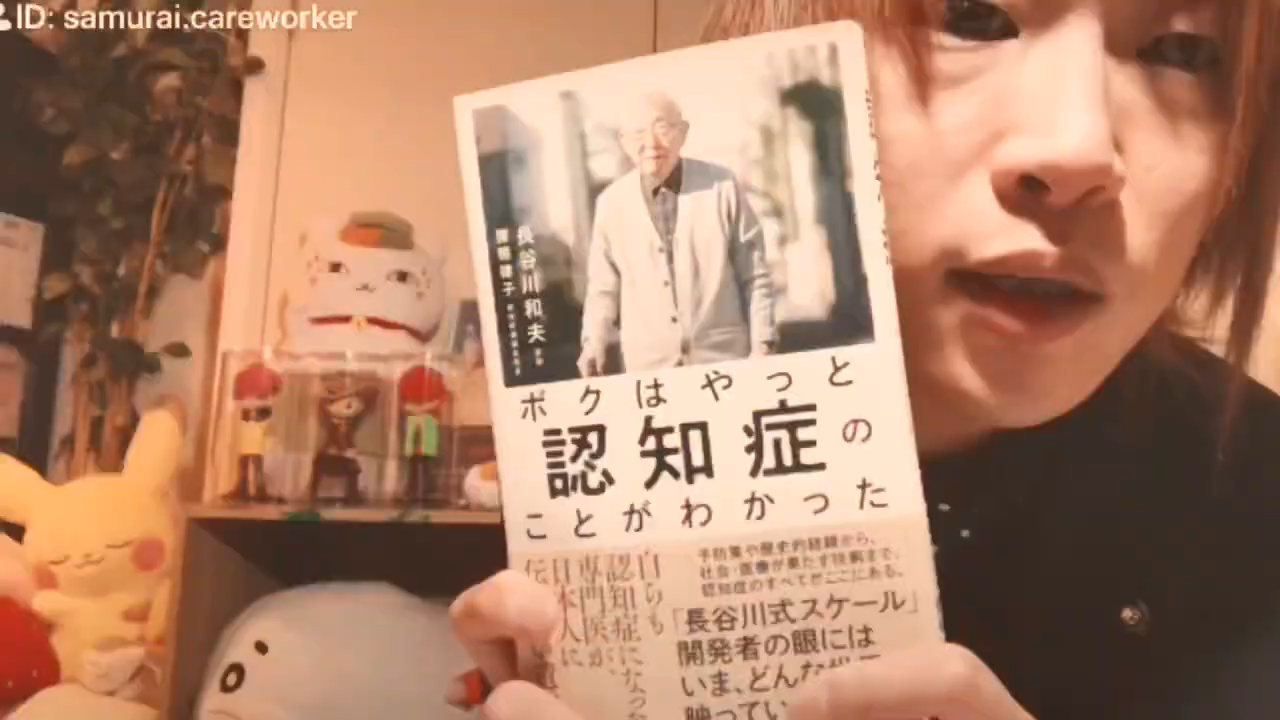 ID: samurai.careworker
長谷川和夫
ボクはやっと
認知症の
ことがわかった
予防策や歴史的経緯から、
社会・医療が果たす役割まで、
認知症のすべてがここにある。
「長谷川式スケール」
開発者の眼には
いま、どんな
映ってい
自らも
認知症になった
専門医が
日本人に
伝